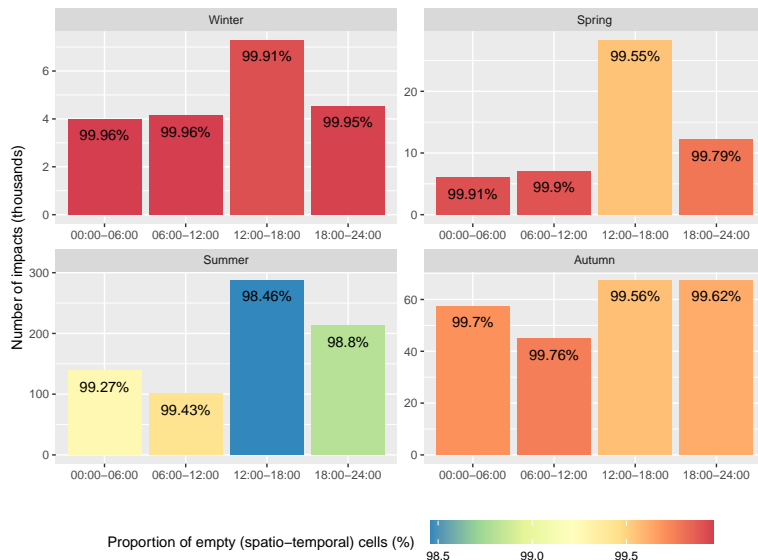 Winter
Spring
Number of impacts (thousands)
6
4
2
0
99.96%
99.96%
99.91%
99.95%
00:00–06:00 06:00–12:00 12:00–18:00 18:00–24:00
20
10
0
99.91%
99.9%
99.55%
99.79%
00:00–06:00 06:00–12:00 12:00–18:00 18:00–24:00
Summer
Autumn
300
200
100
0
99.27%
99.43%
98.46%
98.8%
00:00–06:00 06:00–12:00 12:00–18:00 18:00–24:00
60
40
20
0
99.7%
99.76%
99.56%
99.62%
00:00–06:00 06:00–12:00 12:00–18:00 18:00–24:00
Proportion of empty (spatio–temporal) cells (%)
98.5 99.0 99.5